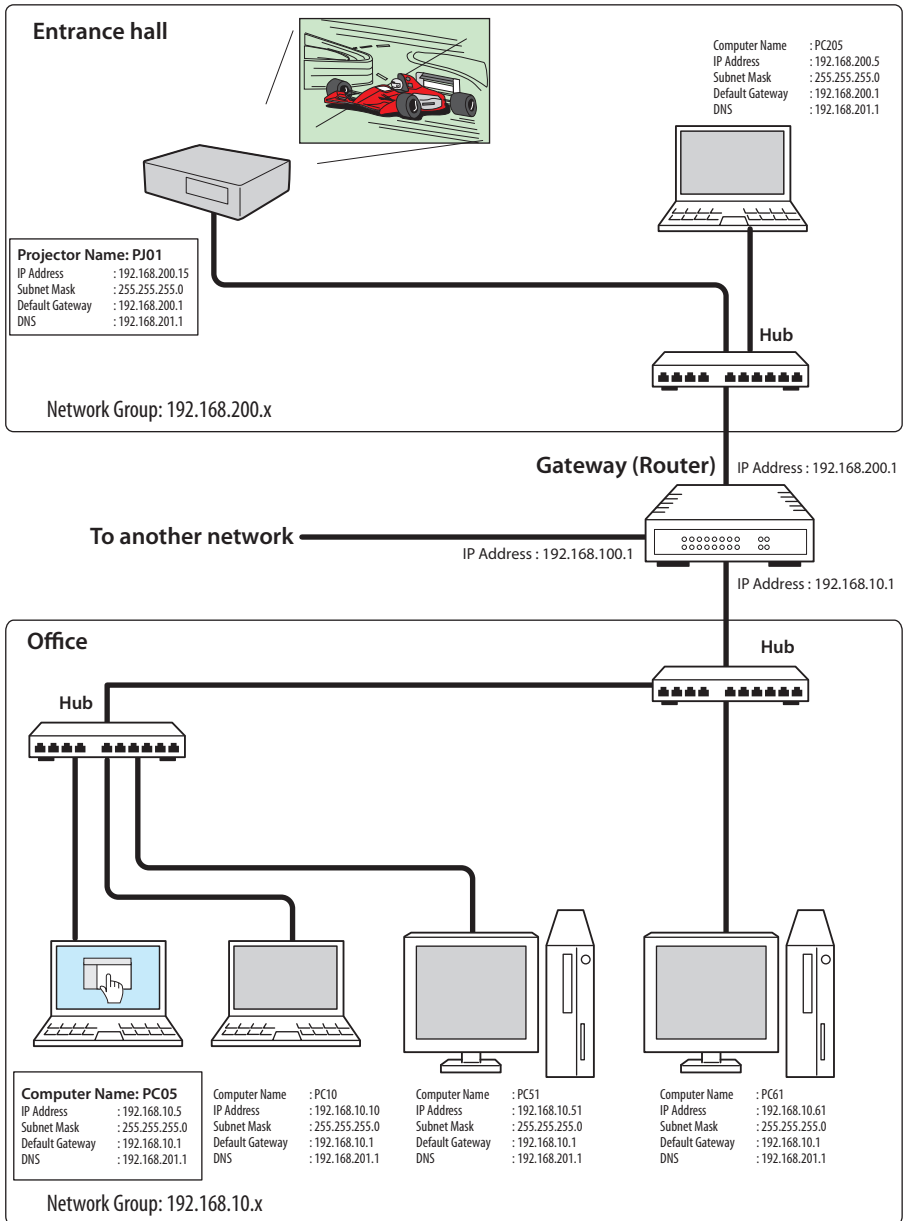 Entrance hall
Computer Name : PC205
IP Address : 192.168.200.5
Subnet Mask : 255.255.255.0
Default Gateway : 192.168.200.1
DNS : 192.168.201.1
Projector Name: PJ01
IP Address : 192.168.200.15
Subnet Mask : 255.255.255.0
Default Gateway : 192.168.200.1
DNS : 192.168.201.1
Hub
Network Group: 192.168.200.x
Gateway (Router)
IP Address : 192.168.200.1
To another network
IP Address : 192.168.100.1
IP Address : 192.168.10.1
Office
Hub
Hub
Computer Name: PC05
IP Address : 192.168.10.5
Subnet Mask : 255.255.255.0
Default Gateway : 192.168.10.1
DNS : 192.168.201.1
Computer Name : PC10
IP Address : 192.168.10.10
Subnet Mask : 255.255.255.0
Default Gateway : 192.168.10.1
DNS : 192.168.201.1
Computer Name : PC51
IP Address : 192.168.10.51
Subnet Mask : 255.255.255.0
Default Gateway : 192.168.10.1
DNS : 192.168.201.1
Computer Name : PC61
IP Address : 192.168.10.61
Subnet Mask : 255.255.255.0
Default Gateway : 192.168.10.1
DNS : 192.168.201.1
Network Group: 192.168.10.x